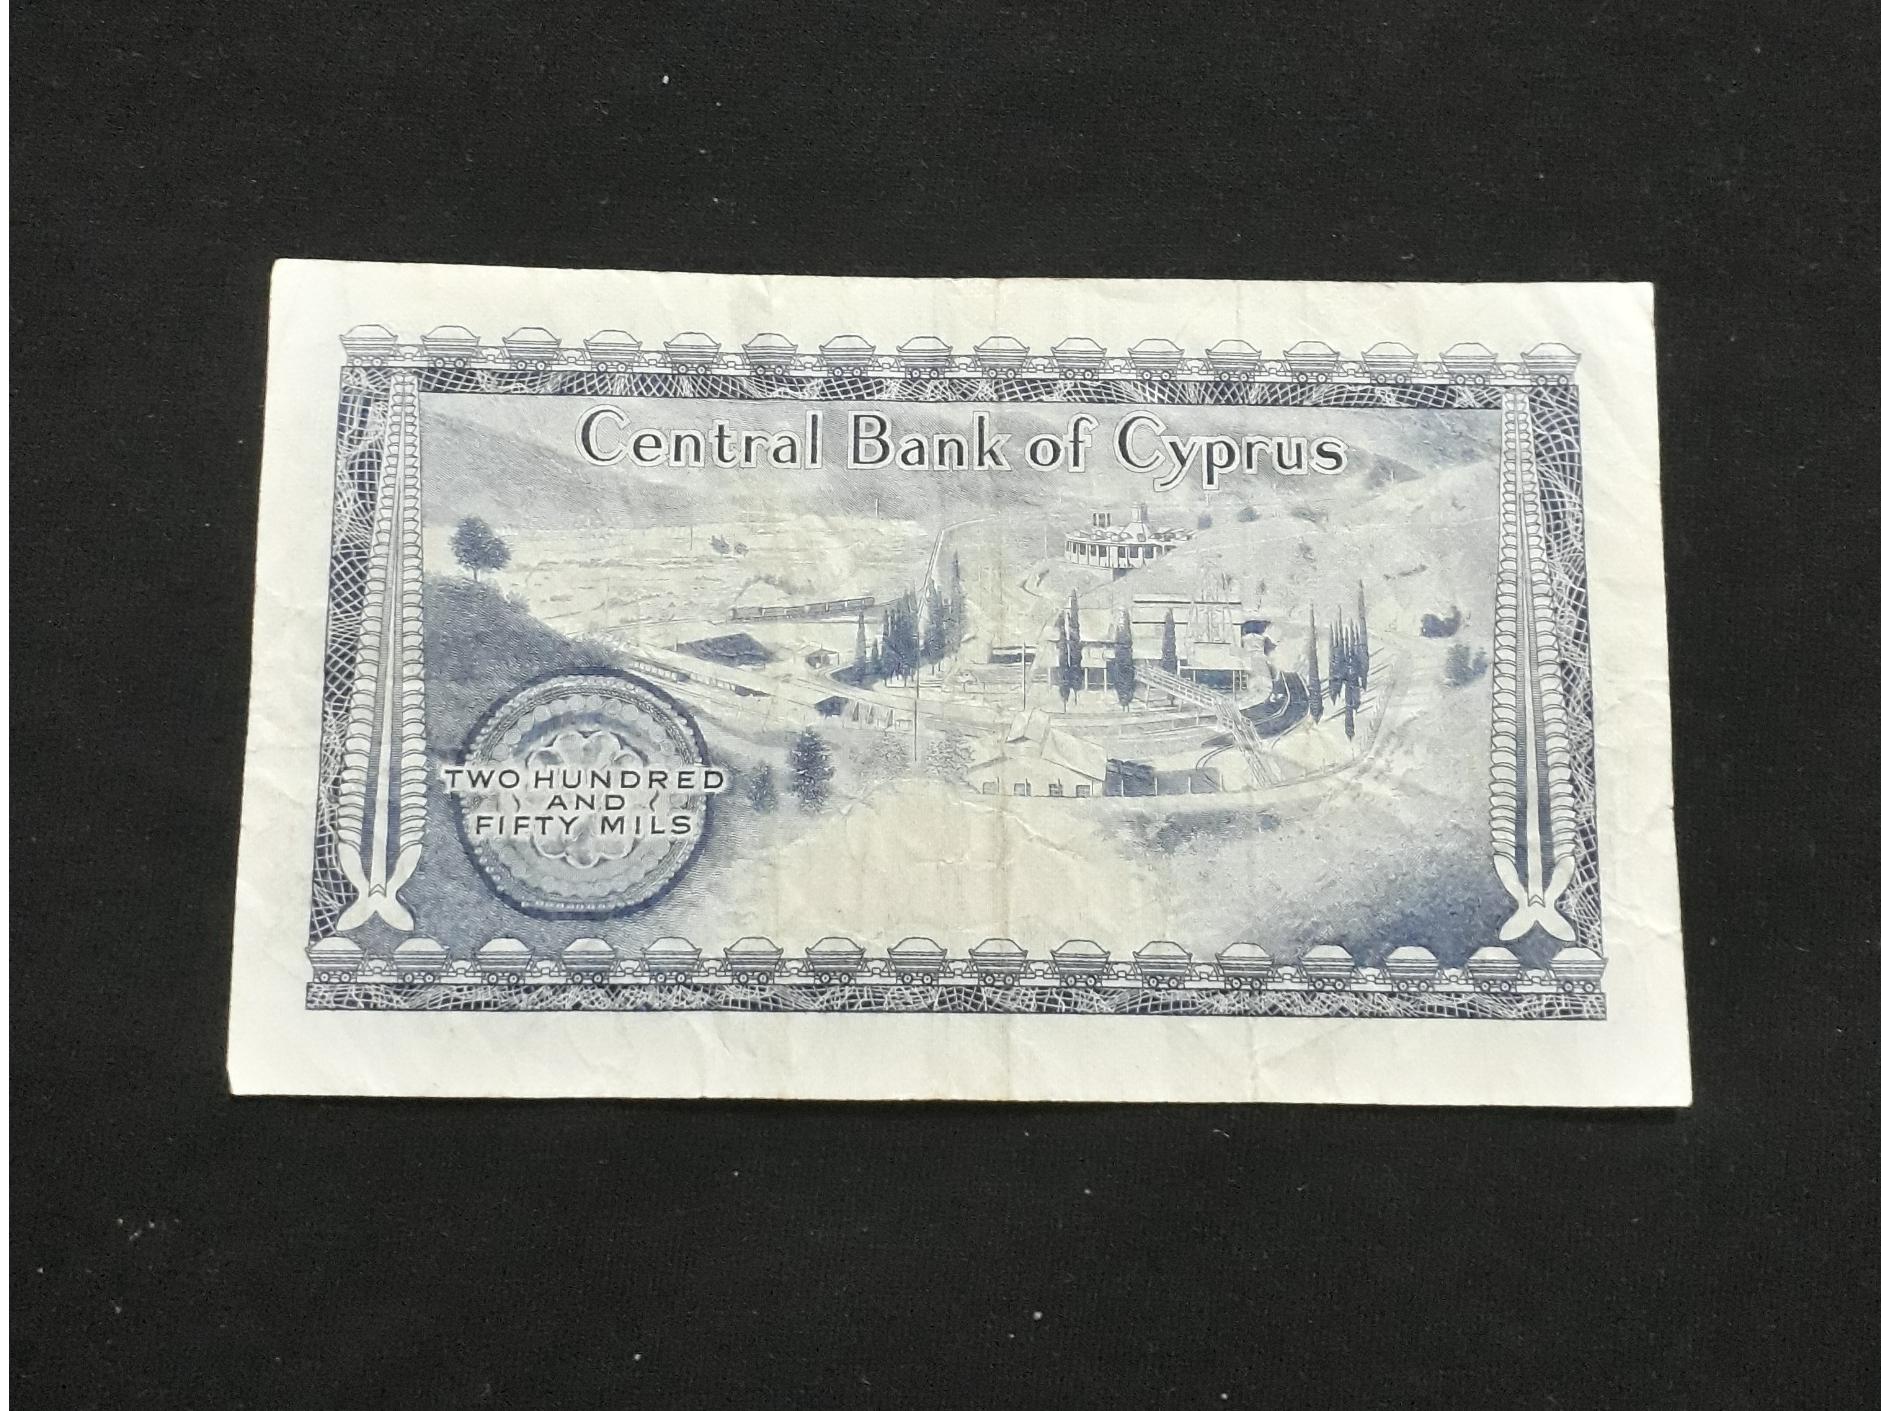 Central Bank of Cyprus
TWO HUNDRED
AND
FIFTY MILS